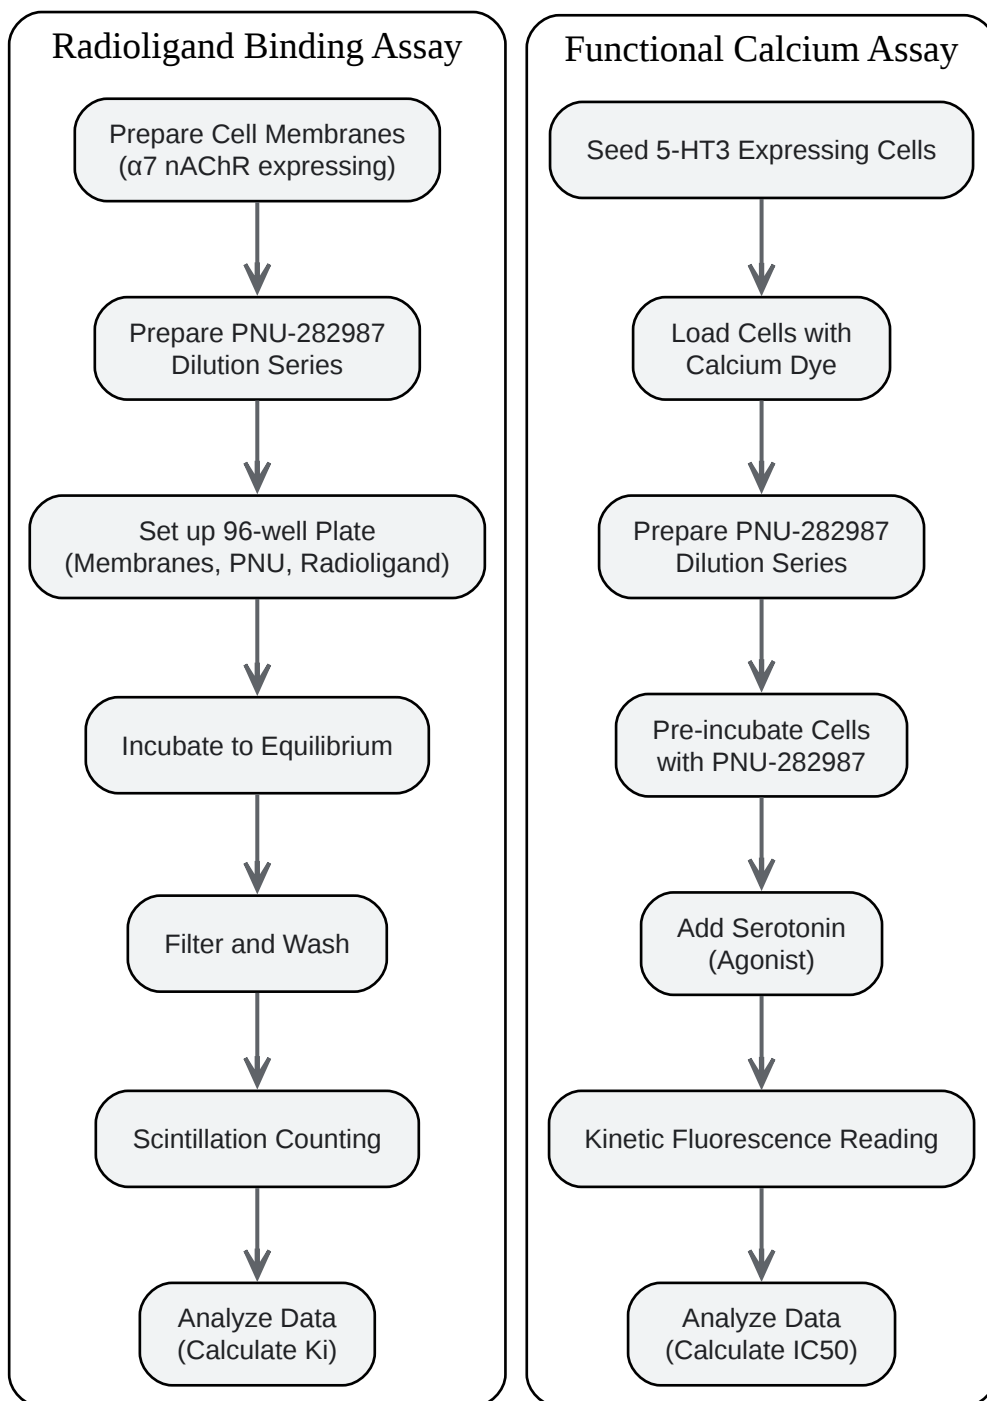 Radioligand Binding Assay
Prepare Cell Membranes
(α7 nAChR expressing)
Prepare PNU-282987
Dilution Series
Set up 96-well Plate
(Membranes, PNU, Radioligand)
Incubate to Equilibrium
Filter and Wash
Scintillation Counting
Analyze Data
(Calculate Ki)
Functional Calcium Assay
Seed 5-HT3 Expressing Cells
Load Cells with
Calcium Dye
Prepare PNU-282987
Dilution Series
Pre-incubate Cells
with PNU-282987
Add Serotonin
(Agonist)
Kinetic Fluorescence Reading
Analyze Data
(Calculate IC50)